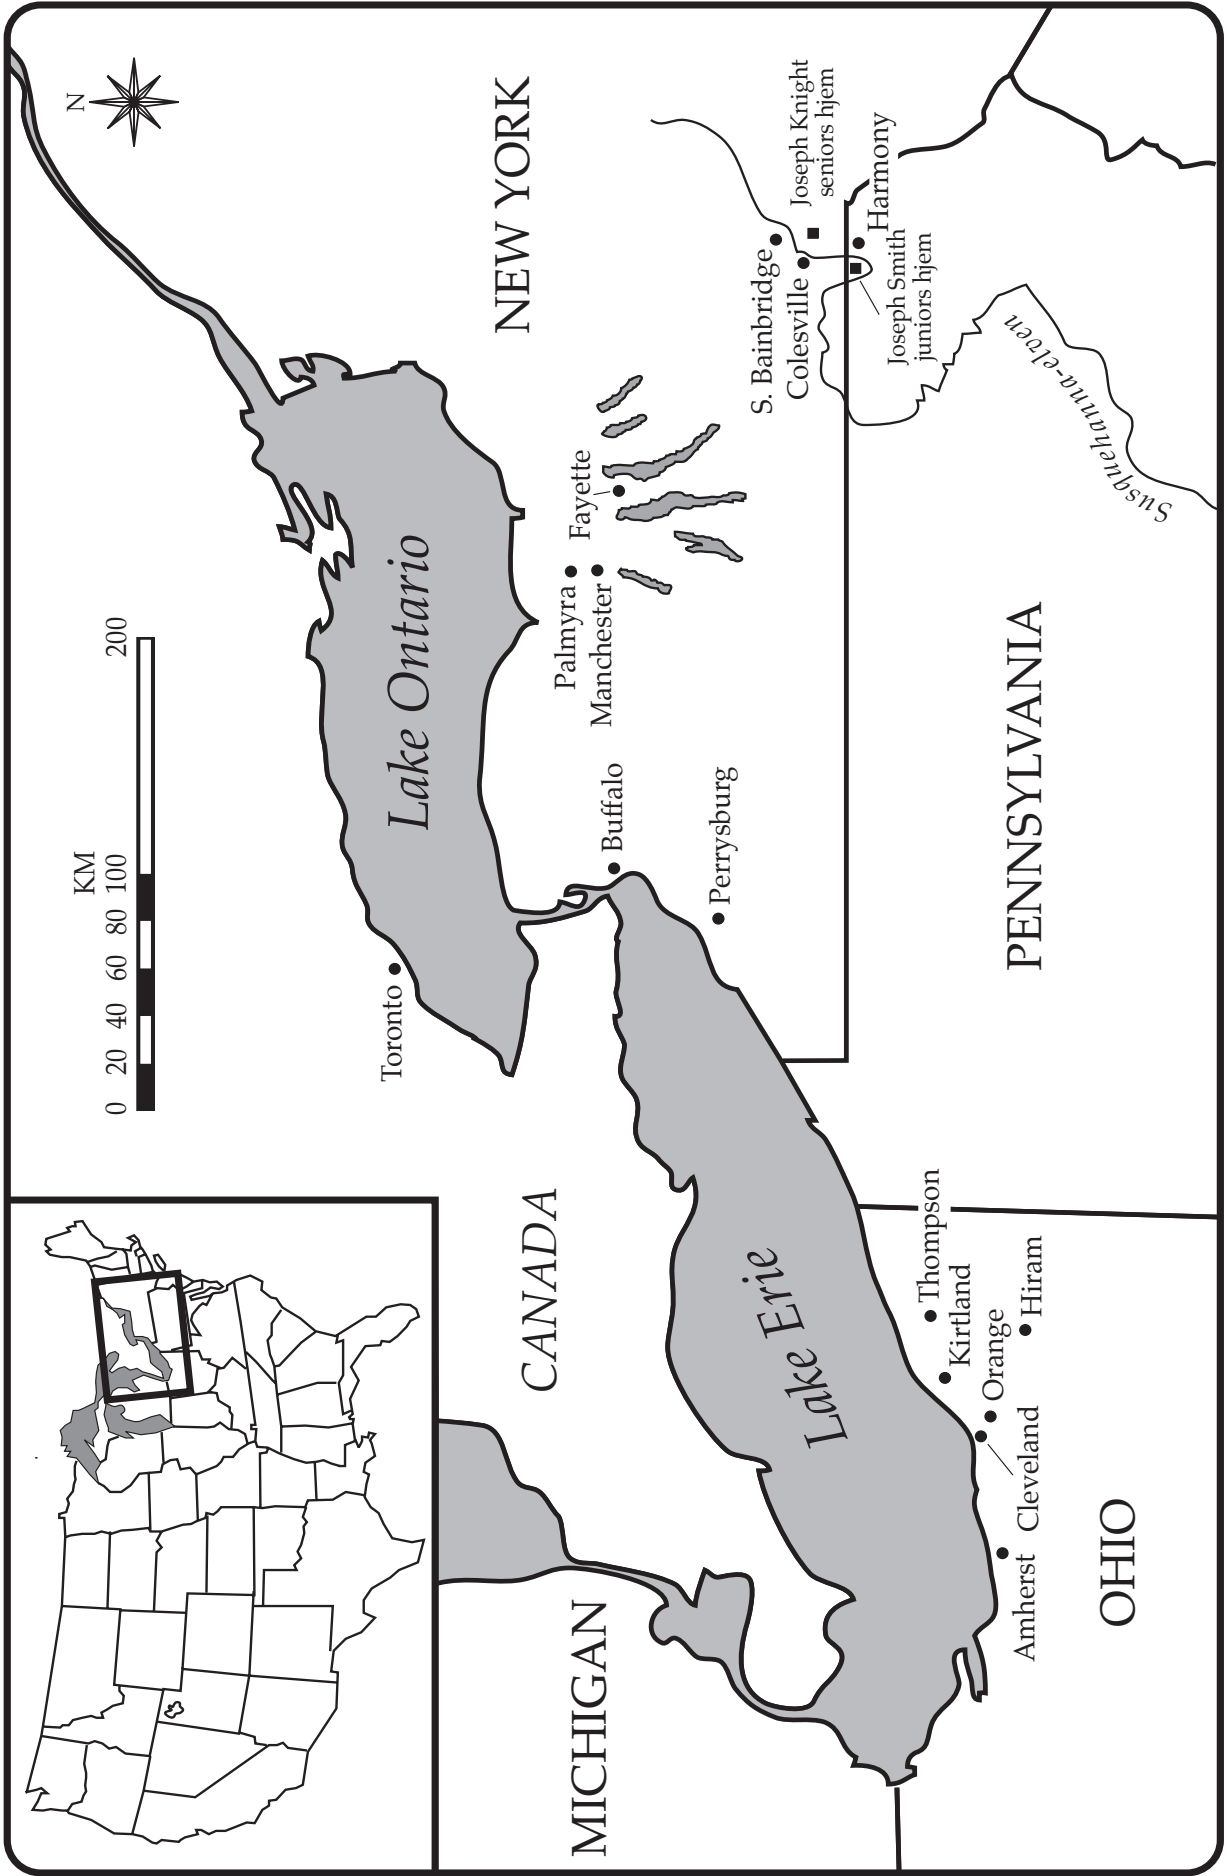 N
KM
0 20 40 60 80 100 200
CANADA
MICHIGAN
NEW YORK
PENNSYLVANIA
OHIO
Lake Ontario
Lake Erie
Toronto
Buffalo
Perrysburg
Palmyra
Manchester
Fayette
S. Bainbridge
Colesville
Joseph Knight
seniors hjem
Harmony
Joseph Smith
juniors hjem
Susquehanna-elven
Thompson
Kirtland
Orange
Hiram
Cleveland
Amherst